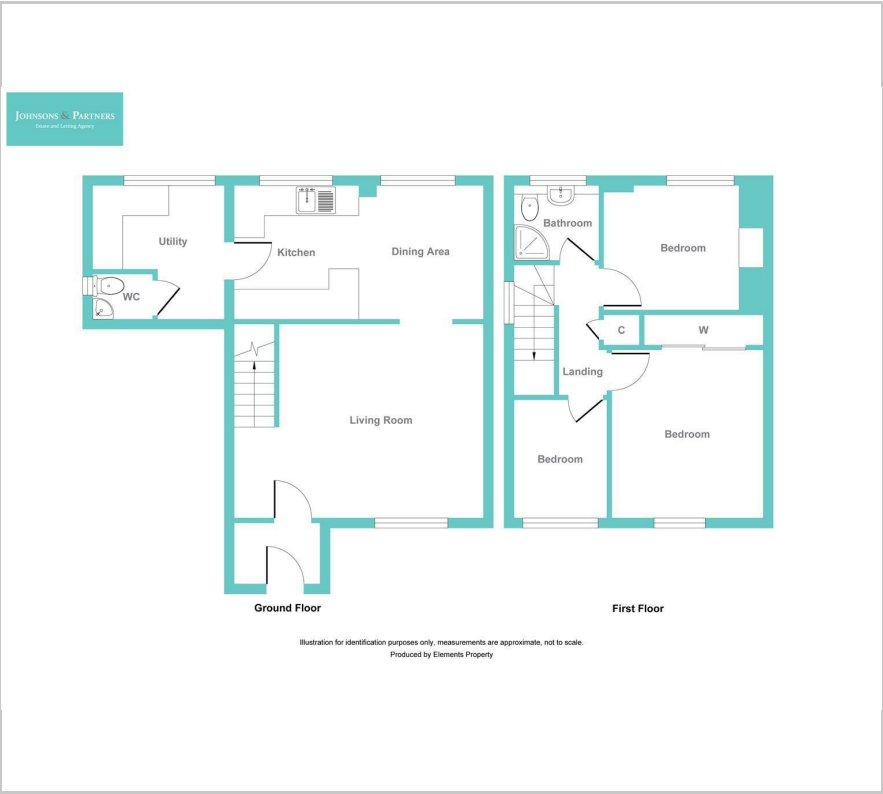 JOHNSONS & PARTNERS
Estate and Letting Agency
Utility
Kitchen
Dining Area
WC
Living Room
Bathroom
Bedroom
C
W
Landing
Bedroom
Bedroom
Ground Floor
First Floor
Illustration for identification purposes only, measurements are approximate, not to scale.
Produced by Elements Property